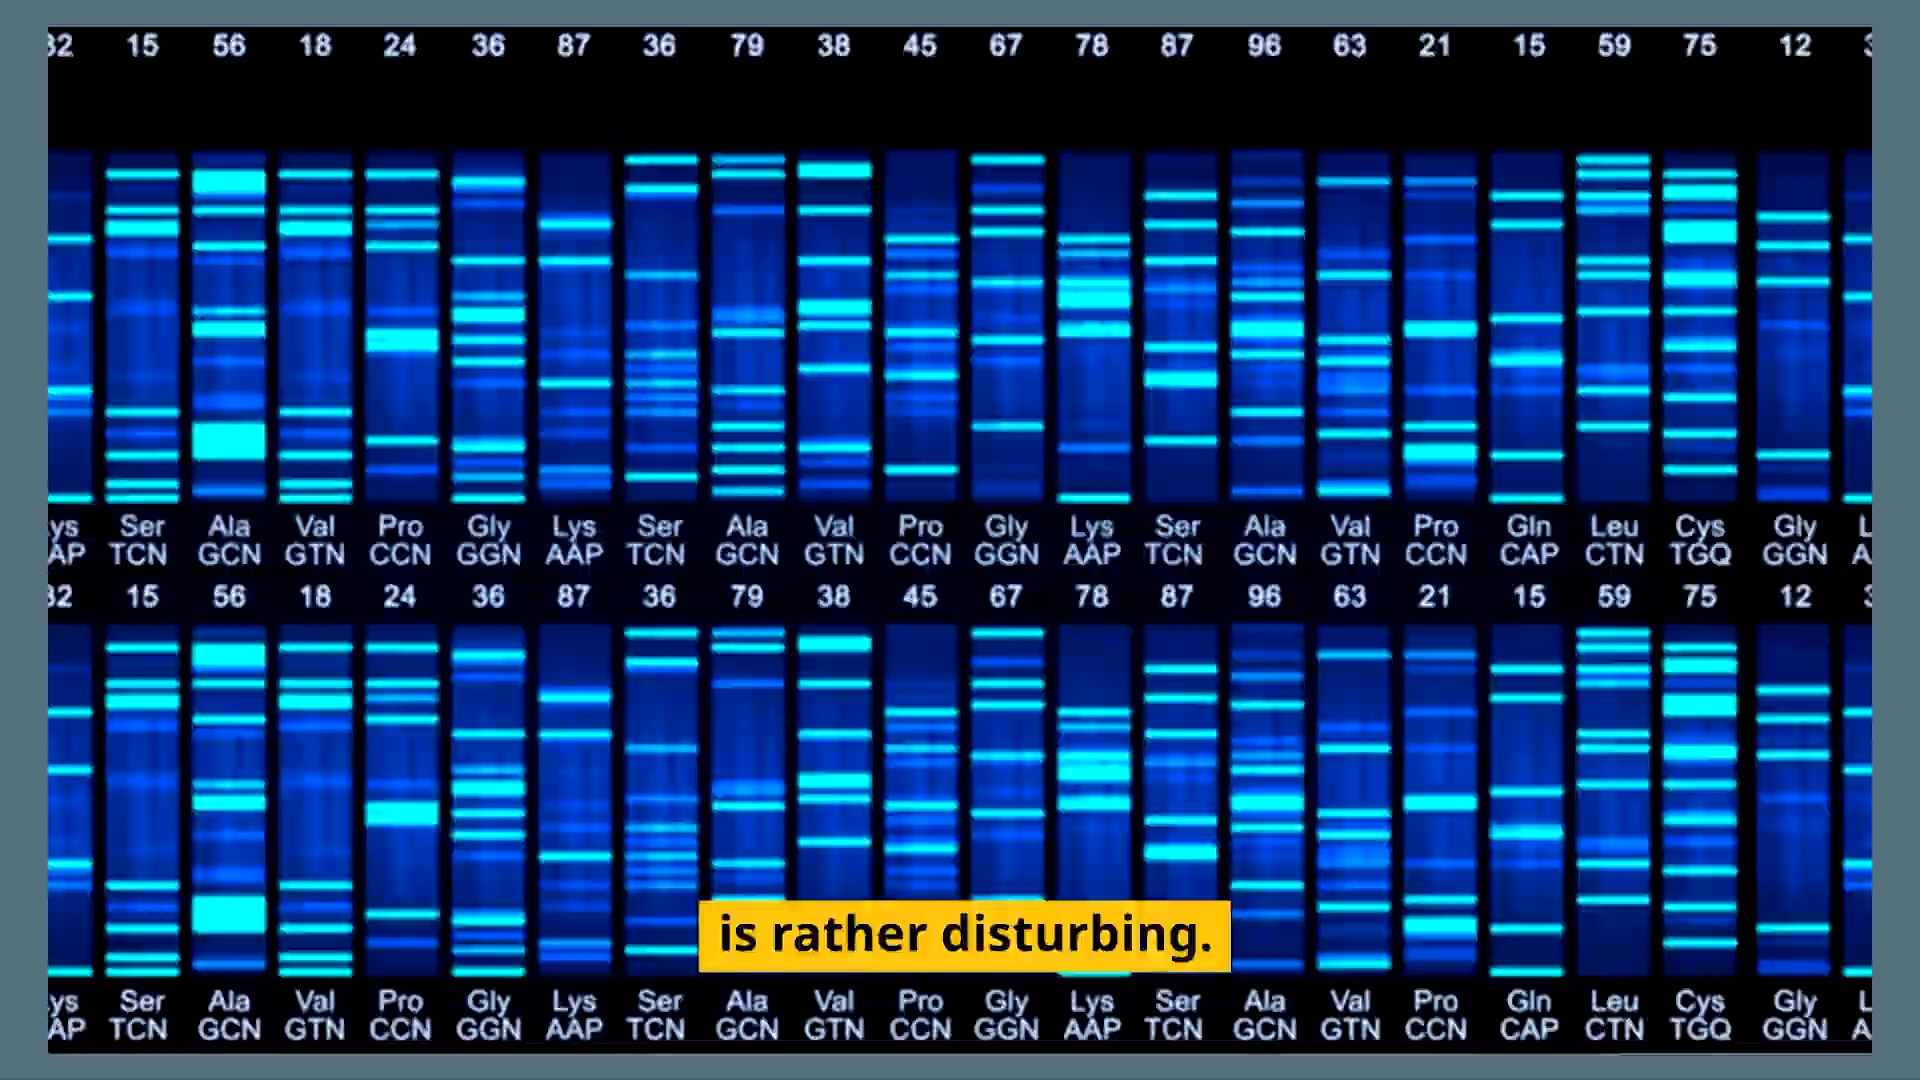 32 15 56 18 24 36 87 36 79 38 45 67 78 87 96 63 21 15 59 75 12
ys Ser Ala Val Pro Gly Lys Ser Ala Val Pro Gly Lys Ser Ala Val Pro Gln Leu Cys Gly L
AP TCN GCN GTN CCN GGN AAP TCN GCN GTN CCN GGN AAP TCN GCN GTN CCN CAP CTN TGQ GGN A
32 15 56 18 24 36 87 36 79 38 45 67 78 87 96 63 21 15 59 75 12
is rather disturbing.
ys Ser Ala Val Pro Gly Lys Ser Ala Val Pro Gly Lys Ser Ala Val Pro Gln Leu Cys Gly L
AP TCN GCN GTN CCN GGN AAP TCN GCN GTN CCN GGN AAP TCN GCN GTN CCN CAP CTN TGQ GGN A